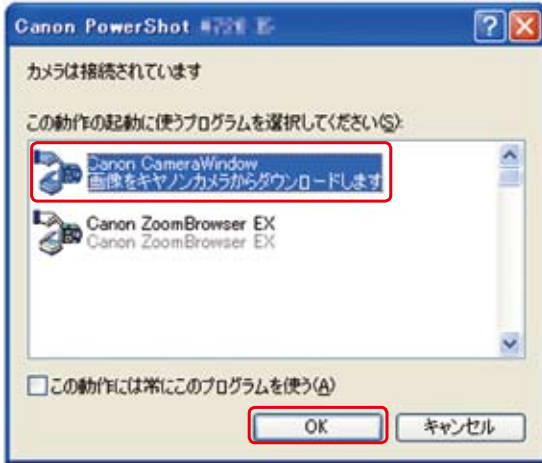 Canon PowerShot
カメラは接続されています
この動作の起動に使うプログラムを選択してください(S):
Canon CameraWindow
画像をキヤノンカメラからダウンロードします
Canon ZoomBrowser EX
Canon ZoomBrowser EX
この動作には常にこのプログラムを使う(A)
OK キャンセル